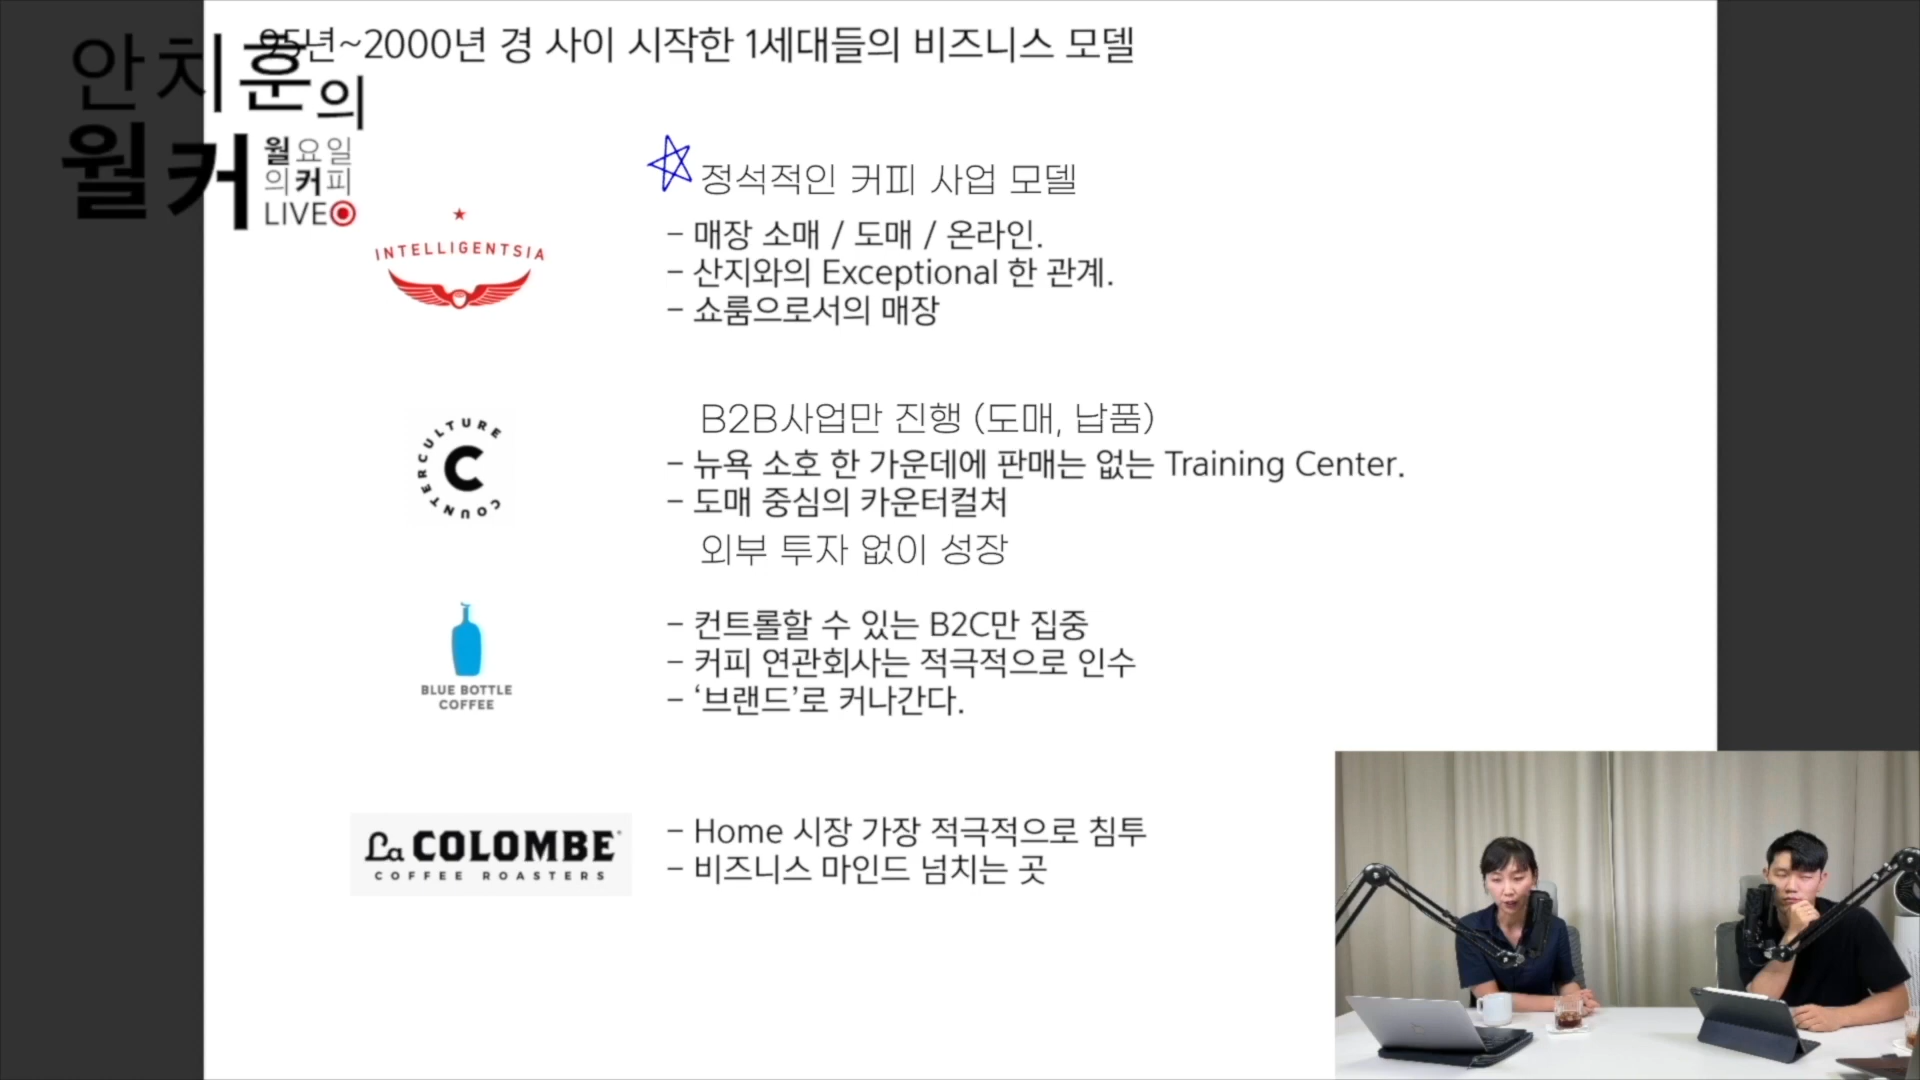 95년~2000년 경 사이 시작한 1세대들의 비즈니스 모델
안치훈의
월커
월요일
의커피
LIVE
정석적인 커피 사업 모델
- 매장 소매 / 도매 / 온라인.
- 산지와의 Exceptional 한 관계.
- 쇼룸으로서의 매장
INTELLIGENTSIA
B2B사업만 진행 (도매, 납품)
- 뉴욕 소호 한 가운데에 판매는 없는 Training Center.
- 도매 중심의 카운터컬처
외부 투자 없이 성장
COUNTER CULTURE
C
- 컨트롤할 수 있는 B2C만 집중
- 커피 연관회사는 적극적으로 인수
- ‘브랜드’로 커나간다.
BLUE BOTTLE
COFFEE
- Home 시장 가장 적극적으로 침투
- 비즈니스 마인드 넘치는 곳
La COLOMBE
COFFEE ROASTERS